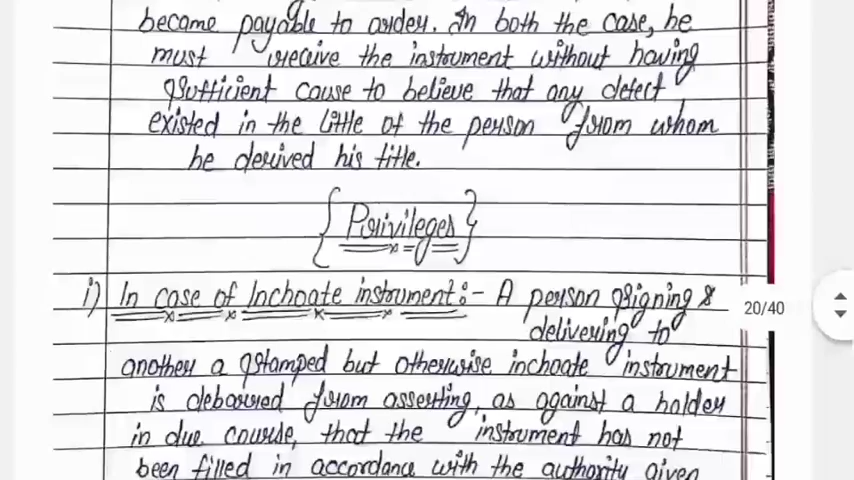 became payable to order. In both the case, he
must receive the instrument without having
sufficient cause to believe that any defect
existed in the little of the person from whom
he derived his title.
{Privileges}
i) In case of Inchoate instrument:- A person signing &
delivering to
20/40
another a stamped but otherwise inchoate instrument
is debarred from asserting, as against a holder
in due course, that the instrument has not
been filled in accordance with the authority given